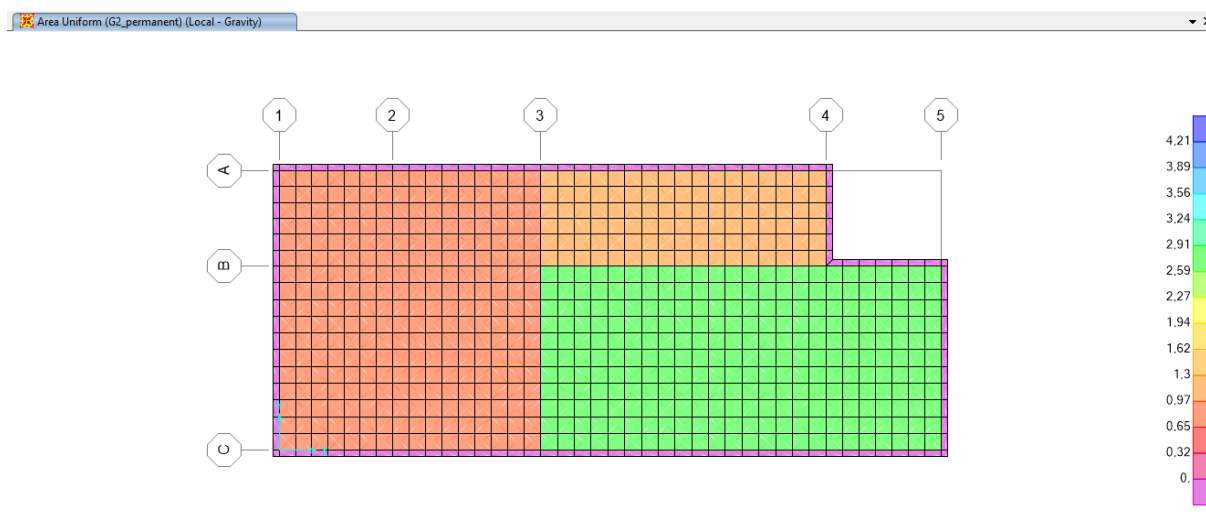 Area Uniform (G2_permanent) (Local - Gravity)
1 2 3 4 5
A
B
C
4,21
3,89
3,56
3,24
2,91
2,59
2,27
1,94
1,62
1,3
0,97
0,65
0,32
0,